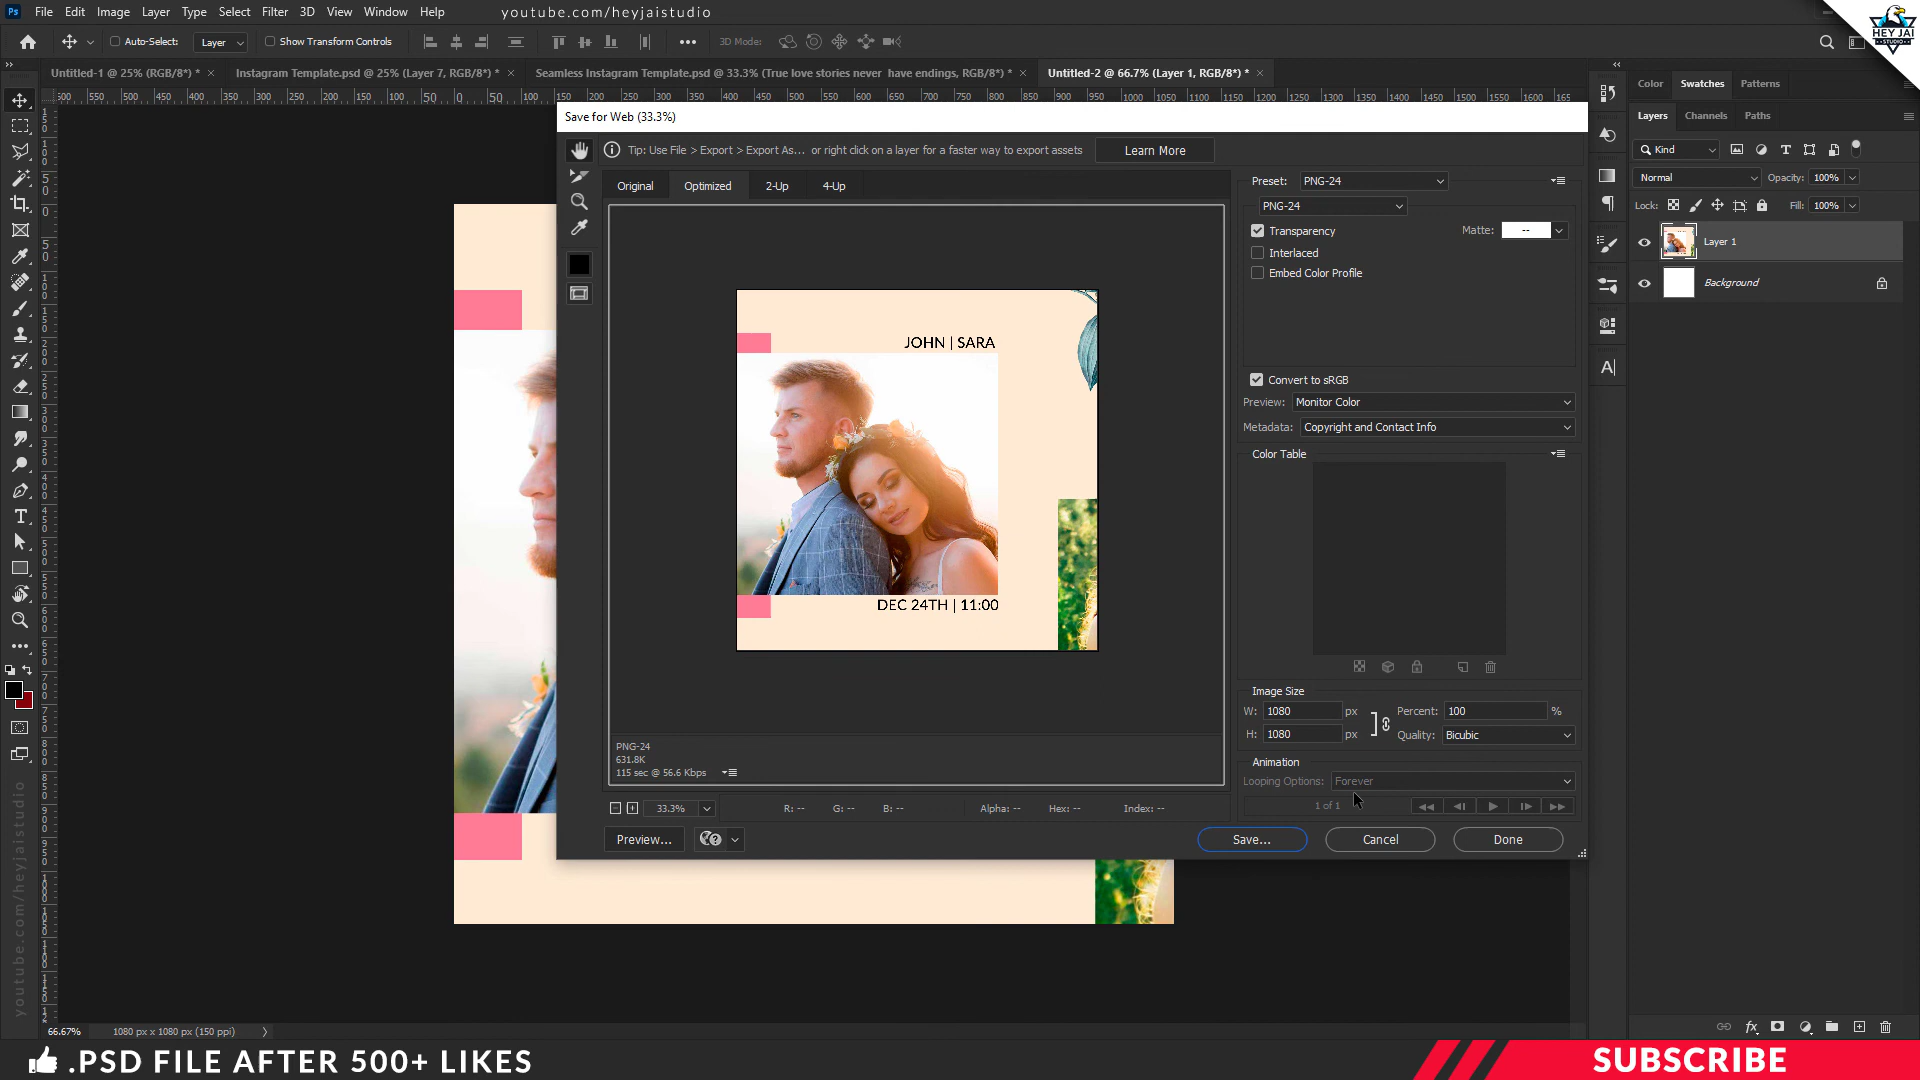 Ps File Edit Image Layer Type Select Filter 3D View Window Help youtube.com/heyjaistudio
HEY JAI
STUDIO
Auto-Select: Layer Show Transform Controls 3D Mode:
Untitled-1 @ 25% (RGB/8*) * Instagram Template.psd @ 25% (Layer 7, RGB/8*) * Seamless Instagram Template.psd @ 33.3% (True love stories never have endings, RGB/8*) * Untitled-2 @ 66.7% (Layer 1, RGB/8*) *
Color Swatches Patterns
Layers Channels Paths
Kind
Normal Opacity: 100%
Lock: Fill: 100%
Layer 1
Background
Save for Web (33.3%)
Tip: Use File > Export > Export As... or right click on a layer for a faster way to export assets Learn More
Original Optimized 2-Up 4-Up
Preset: PNG-24
PNG-24
Transparency Matte: --
Interlaced
Embed Color Profile
JOHN | SARA
DEC 24TH | 11:00
Convert to sRGB
Preview: Monitor Color
Metadata: Copyright and Contact Info
Color Table
Image Size
W: 1080 px Percent: 100 %
H: 1080 px Quality: Bicubic
Animation
Looping Options: Forever
1 of 1
PNG-24
631.8K
115 sec @ 56.6 Kbps
33.3% R: -- G: -- B: -- Alpha: -- Hex: -- Index: --
Preview... Save... Cancel Done
youtube.com/heyjaistudio
66.67% 1080 px x 1080 px (150 ppi)
.PSD FILE AFTER 500+ LIKES
SUBSCRIBE